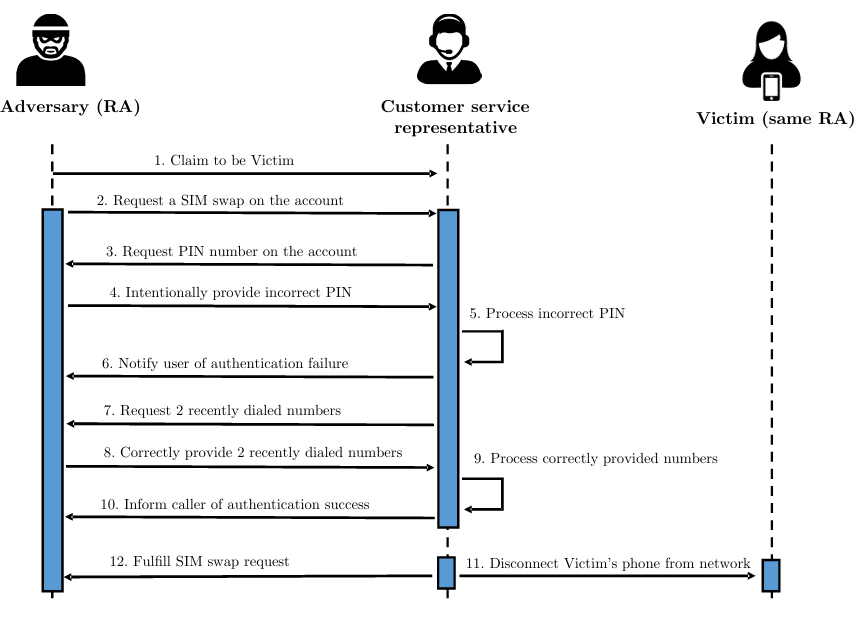 Adversary (RA)
Customer service
representative
Victim (same RA)
1. Claim to be Victim
2. Request a SIM swap on the account
3. Request PIN number on the account
4. Intentionally provide incorrect PIN
5. Process incorrect PIN
6. Notify user of authentication failure
7. Request 2 recently dialed numbers
8. Correctly provide 2 recently dialed numbers
9. Process correctly provided numbers
10. Inform caller of authentication success
12. Fulfill SIM swap request
11. Disconnect Victim's phone from network